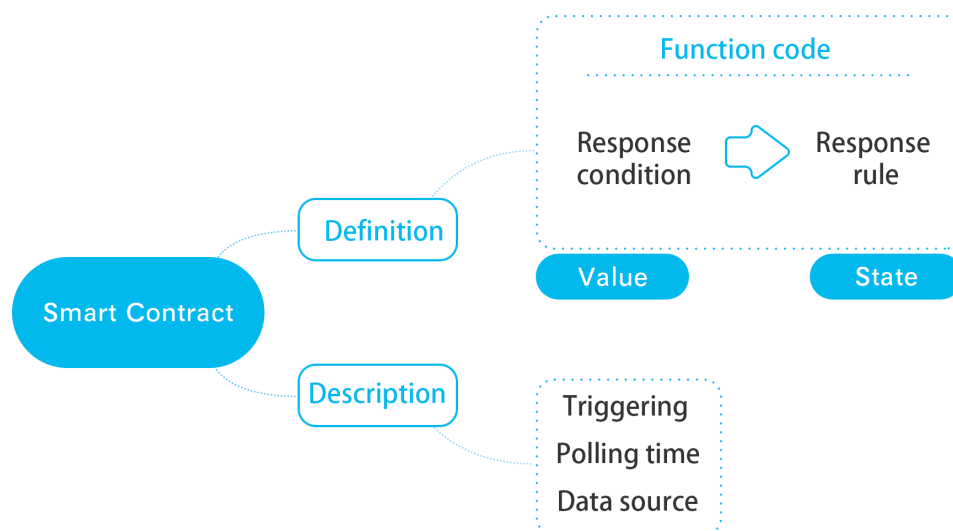 Function code
Response
condition
Response
rule
Definition
Value
State
Smart Contract
Description
Triggering
Polling time
Data source